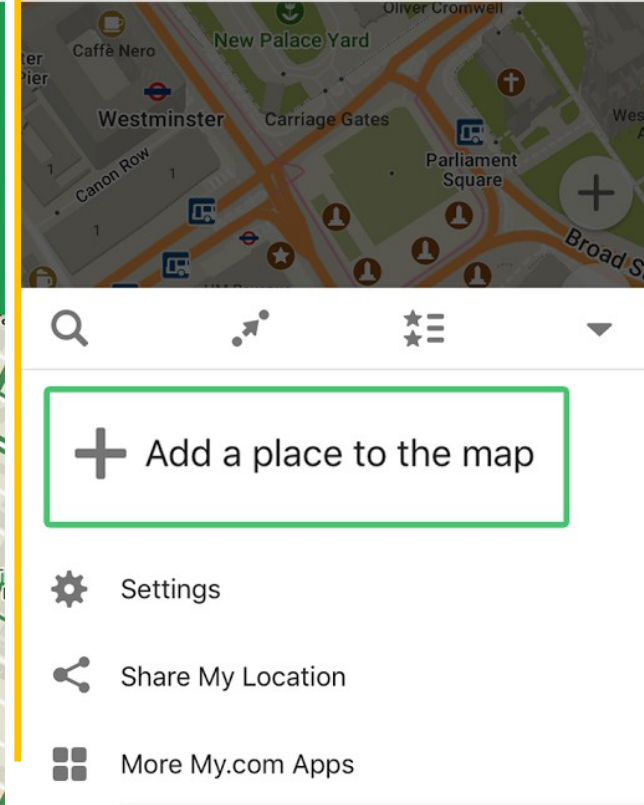 Oliver Cromwell
New Palace Yard
Caffè Nero
Westminster
Carriage Gates
Canon Row
1
1
1
Parliament
Square
Broad S
Add a place to the map
Settings
Share My Location
More My.com Apps